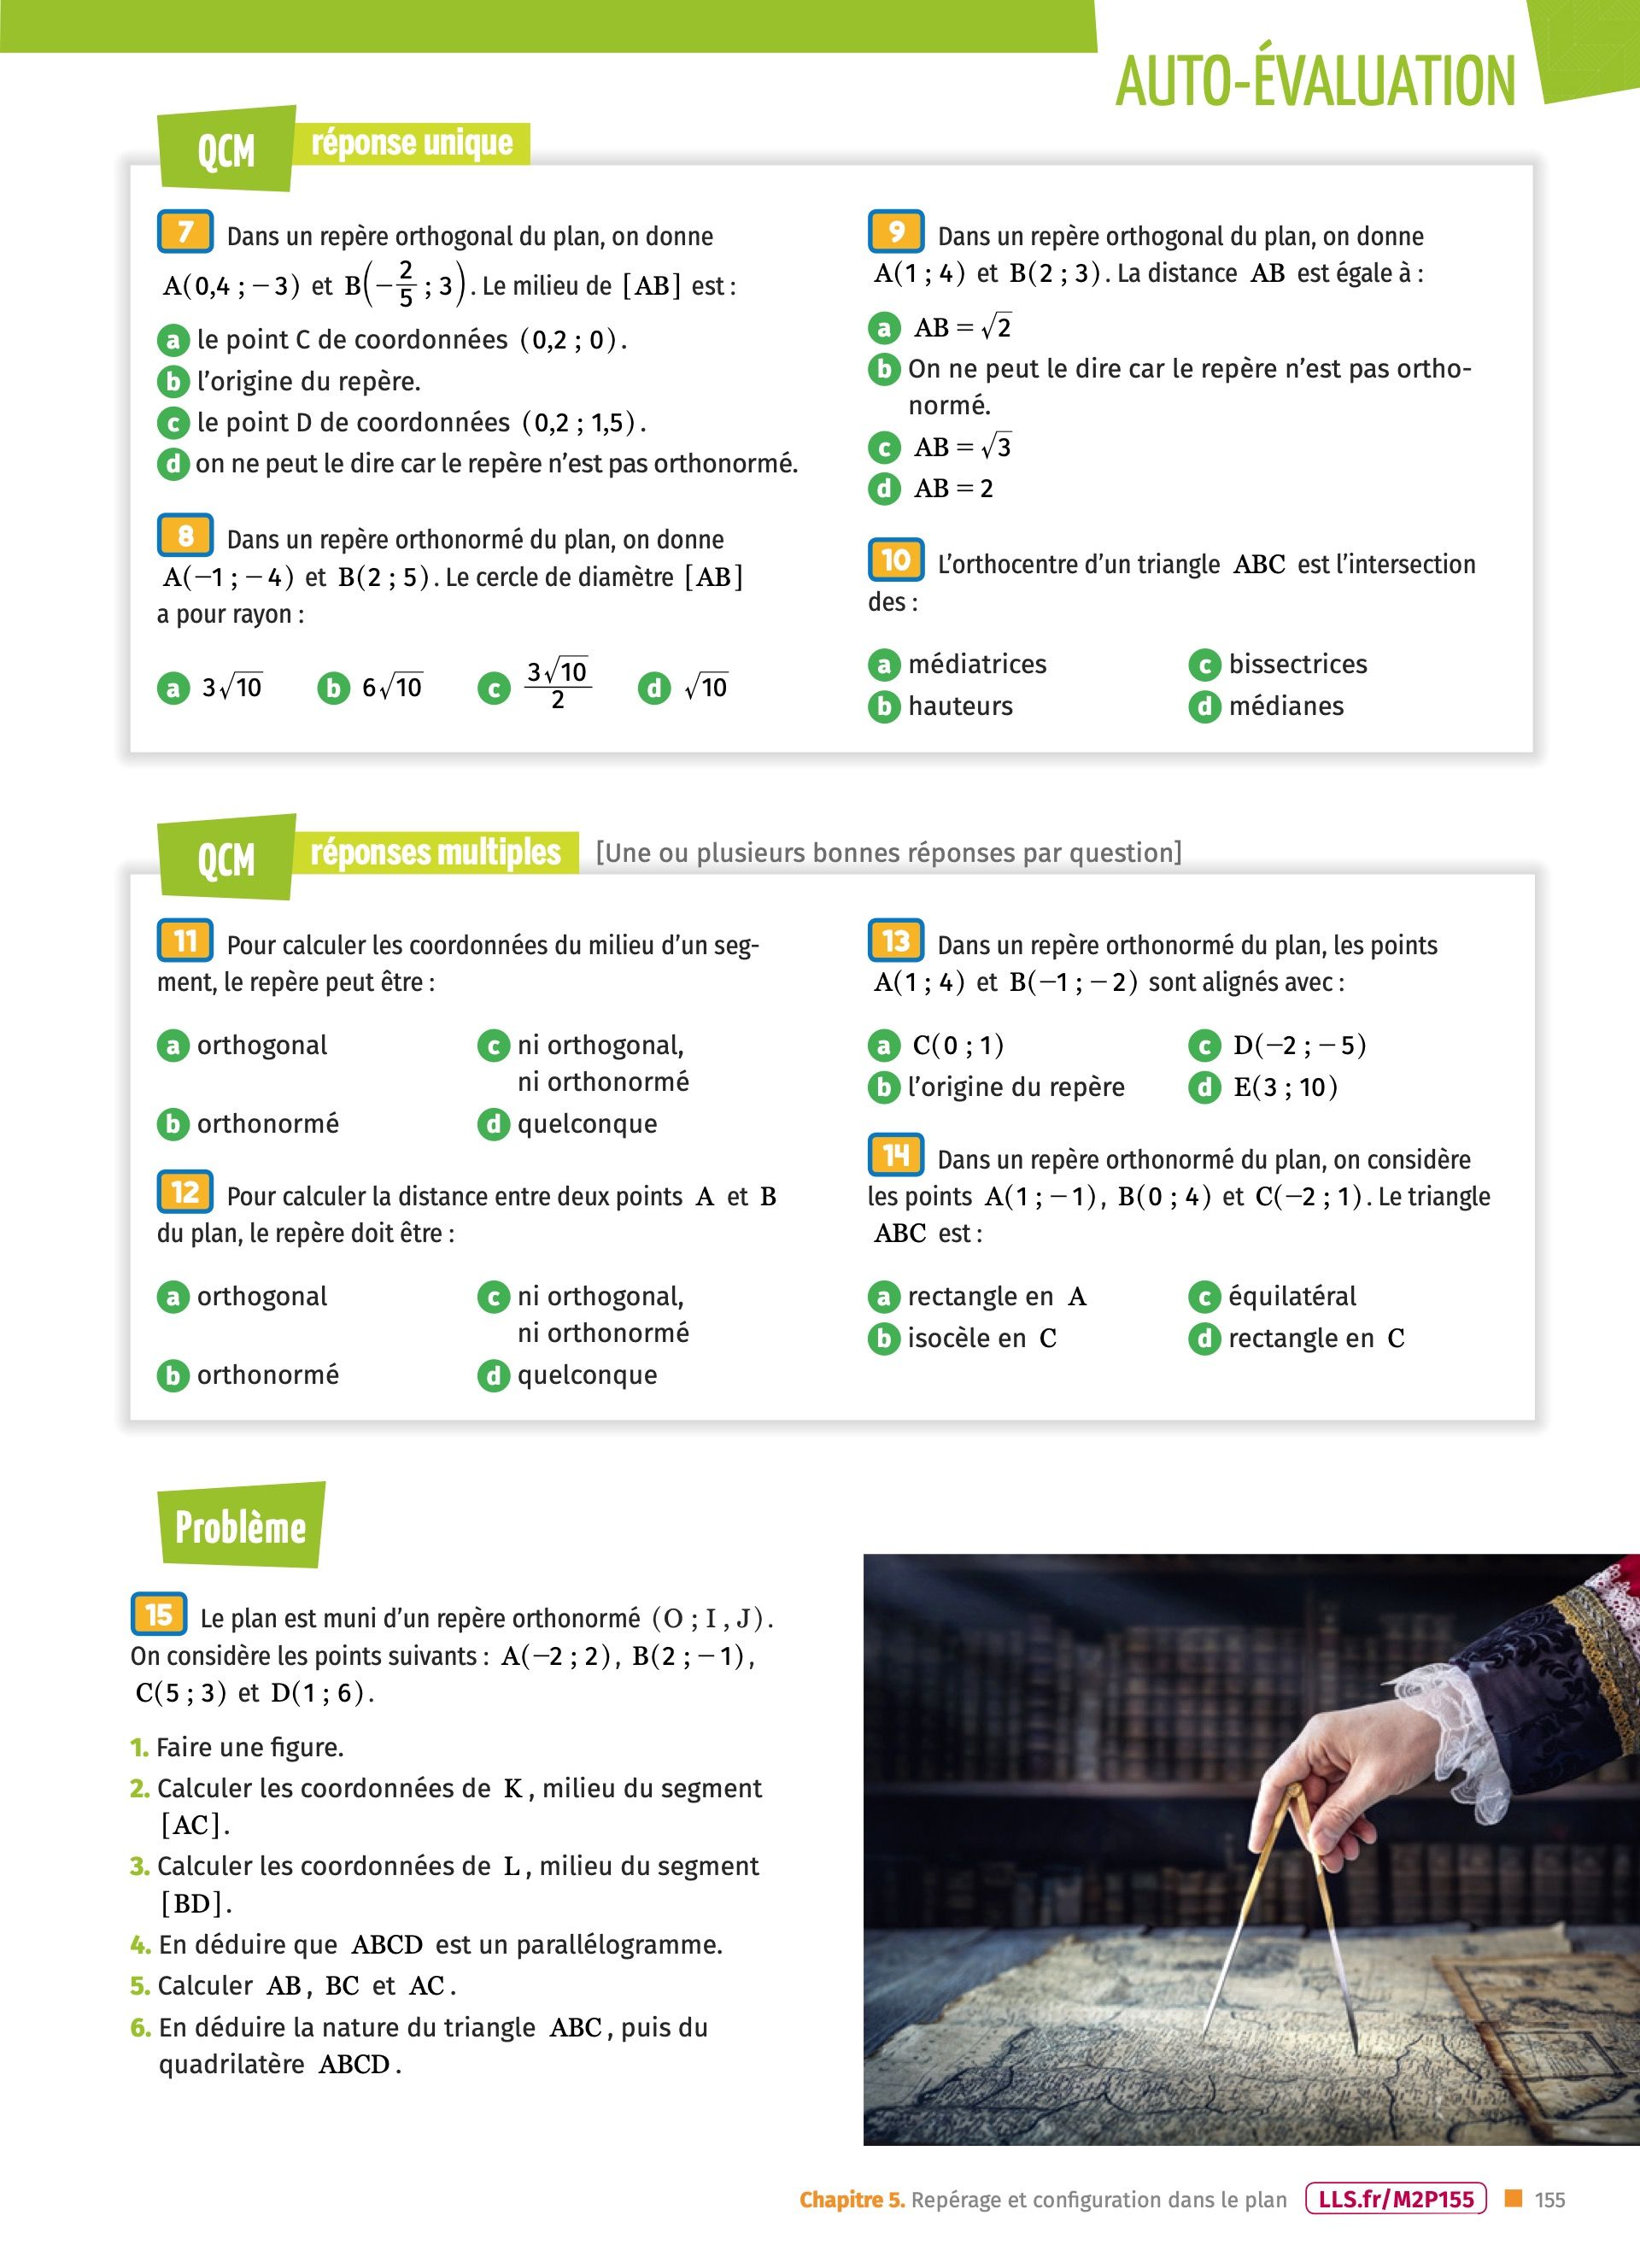 AUTO-ÉVALUATION
QCM réponse unique
7 Dans un repère orthogonal du plan, on donne
A(0,4 ; −3) et B(−2/5 ; 3). Le milieu de [AB] est :
a le point C de coordonnées (0,2 ; 0).
b l’origine du repère.
c le point D de coordonnées (0,2 ; 1,5).
d on ne peut le dire car le repère n’est pas orthonormé.
8 Dans un repère orthonormé du plan, on donne
A(−1 ; −4) et B(2 ; 5). Le cercle de diamètre [AB]
a pour rayon :
a 3√10 b 6√10 c 3√10/2 d √10
9 Dans un repère orthogonal du plan, on donne
A(1 ; 4) et B(2 ; 3). La distance AB est égale à :
a AB = √2
b On ne peut le dire car le repère n’est pas ortho-
normé.
c AB = √3
d AB = 2
10 L’orthocentre d’un triangle ABC est l’intersection
des :
a médiatrices c bissectrices
b hauteurs d médianes
QCM réponses multiples [Une ou plusieurs bonnes réponses par question]
11 Pour calculer les coordonnées du milieu d’un seg-
ment, le repère peut être :
a orthogonal c ni orthogonal,
ni orthonormé
b orthonormé d quelconque
12 Pour calculer la distance entre deux points A et B
du plan, le repère doit être :
a orthogonal c ni orthogonal,
ni orthonormé
b orthonormé d quelconque
13 Dans un repère orthonormé du plan, les points
A(1 ; 4) et B(−1 ; −2) sont alignés avec :
a C(0 ; 1) c D(−2 ; −5)
b l’origine du repère d E(3 ; 10)
14 Dans un repère orthonormé du plan, on considère
les points A(1 ; −1), B(0 ; 4) et C(−2 ; 1). Le triangle
ABC est :
a rectangle en A c équilatéral
b isocèle en C d rectangle en C
Problème
15 Le plan est muni d’un repère orthonormé (O ; I , J).
On considère les points suivants : A(−2 ; 2), B(2 ; −1),
C(5 ; 3) et D(1 ; 6).
1. Faire une figure.
2. Calculer les coordonnées de K, milieu du segment
[AC].
3. Calculer les coordonnées de L, milieu du segment
[BD].
4. En déduire que ABCD est un parallélogramme.
5. Calculer AB, BC et AC.
6. En déduire la nature du triangle ABC, puis du
quadrilatère ABCD.
Chapitre 5. Repérage et configuration dans le plan LLS.fr/M2P155 155